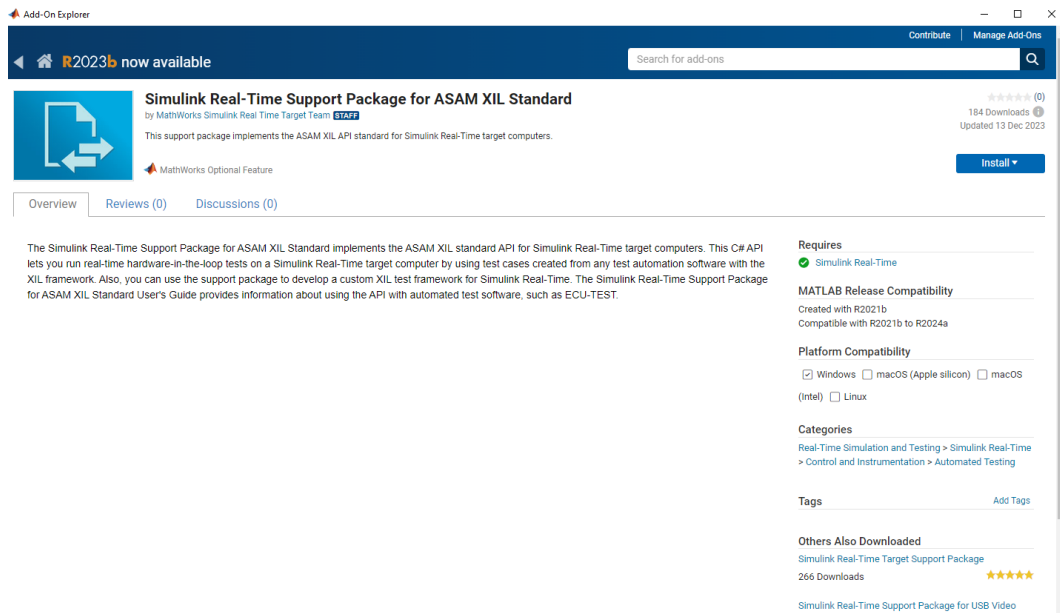 Add-On Explorer
Contribute
Manage Add-Ons
R2023b now available
Search for add-ons
Simulink Real-Time Support Package for ASAM XIL Standard
by MathWorks Simulink Real Time Target Team STAFF
This support package implements the ASAM XIL API standard for Simulink Real-Time target computers.
MathWorks Optional Feature
(0)
184 Downloads
Updated 13 Dec 2023
Install
Overview
Reviews (0)
Discussions (0)
The Simulink Real-Time Support Package for ASAM XIL Standard implements the ASAM XIL standard API for Simulink Real-Time target computers. This C# API
lets you run real-time hardware-in-the-loop tests on a Simulink Real-Time target computer by using test cases created from any test automation software with the
XIL framework. Also, you can use the support package to develop a custom XIL test framework for Simulink Real-Time. The Simulink Real-Time Support Package
for ASAM XIL Standard User's Guide provides information about using the API with automated test software, such as ECU-TEST.
Requires
Simulink Real-Time
MATLAB Release Compatibility
Created with R2021b
Compatible with R2021b to R2024a
Platform Compatibility
Windows macOS (Apple silicon) macOS
(Intel) Linux
Categories
Real-Time Simulation and Testing > Simulink Real-Time
> Control and Instrumentation > Automated Testing
Tags
Add Tags
Others Also Downloaded
Simulink Real-Time Target Support Package
266 Downloads
Simulink Real-Time Support Package for USB Video